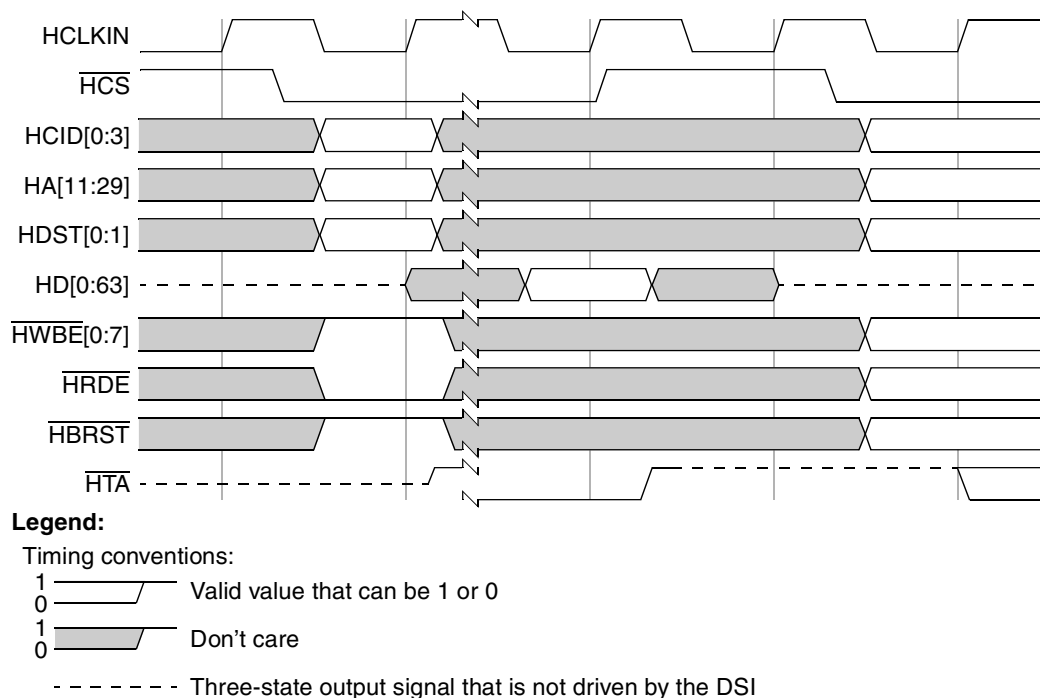 HCLKIN
HCS
HCID[0:3]
HA[11:29]
HDST[0:1]
HD[0:63]
HWBE[0:7]
HRDE
HBRST
HTA
Legend:
Timing conventions:
1
0
Valid value that can be 1 or 0
1
0
Don't care
Three-state output signal that is not driven by the DSI